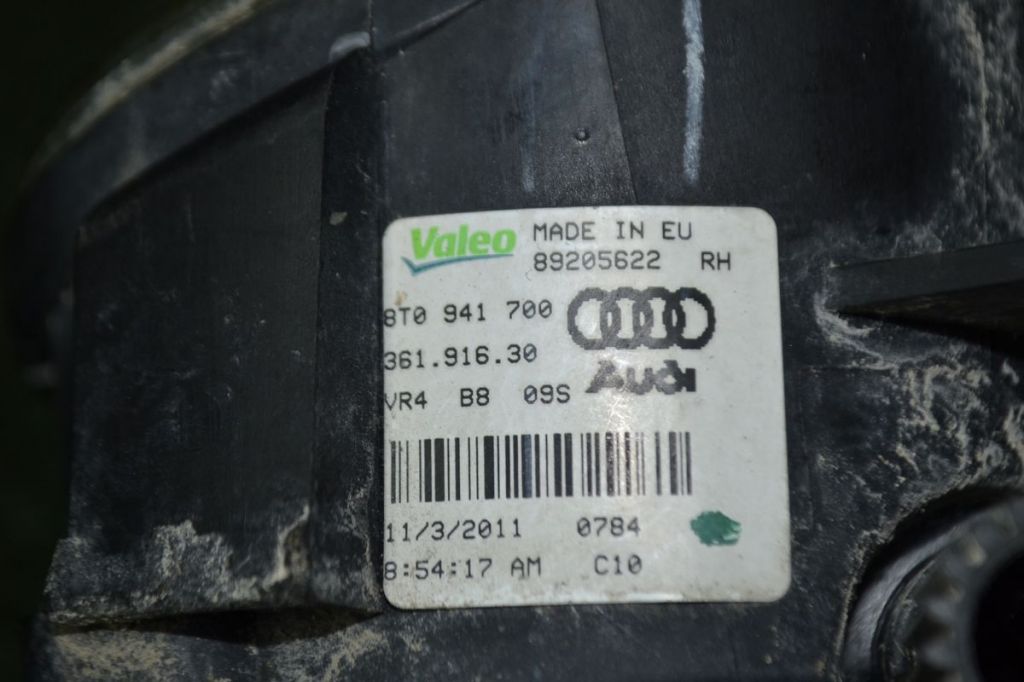 Valeo MADE IN EU
89205622 RH
8T0 941 700
361.916.30
Audi
VR4 B8 09S
11/3/2011 0784
8:54:17 AM C10